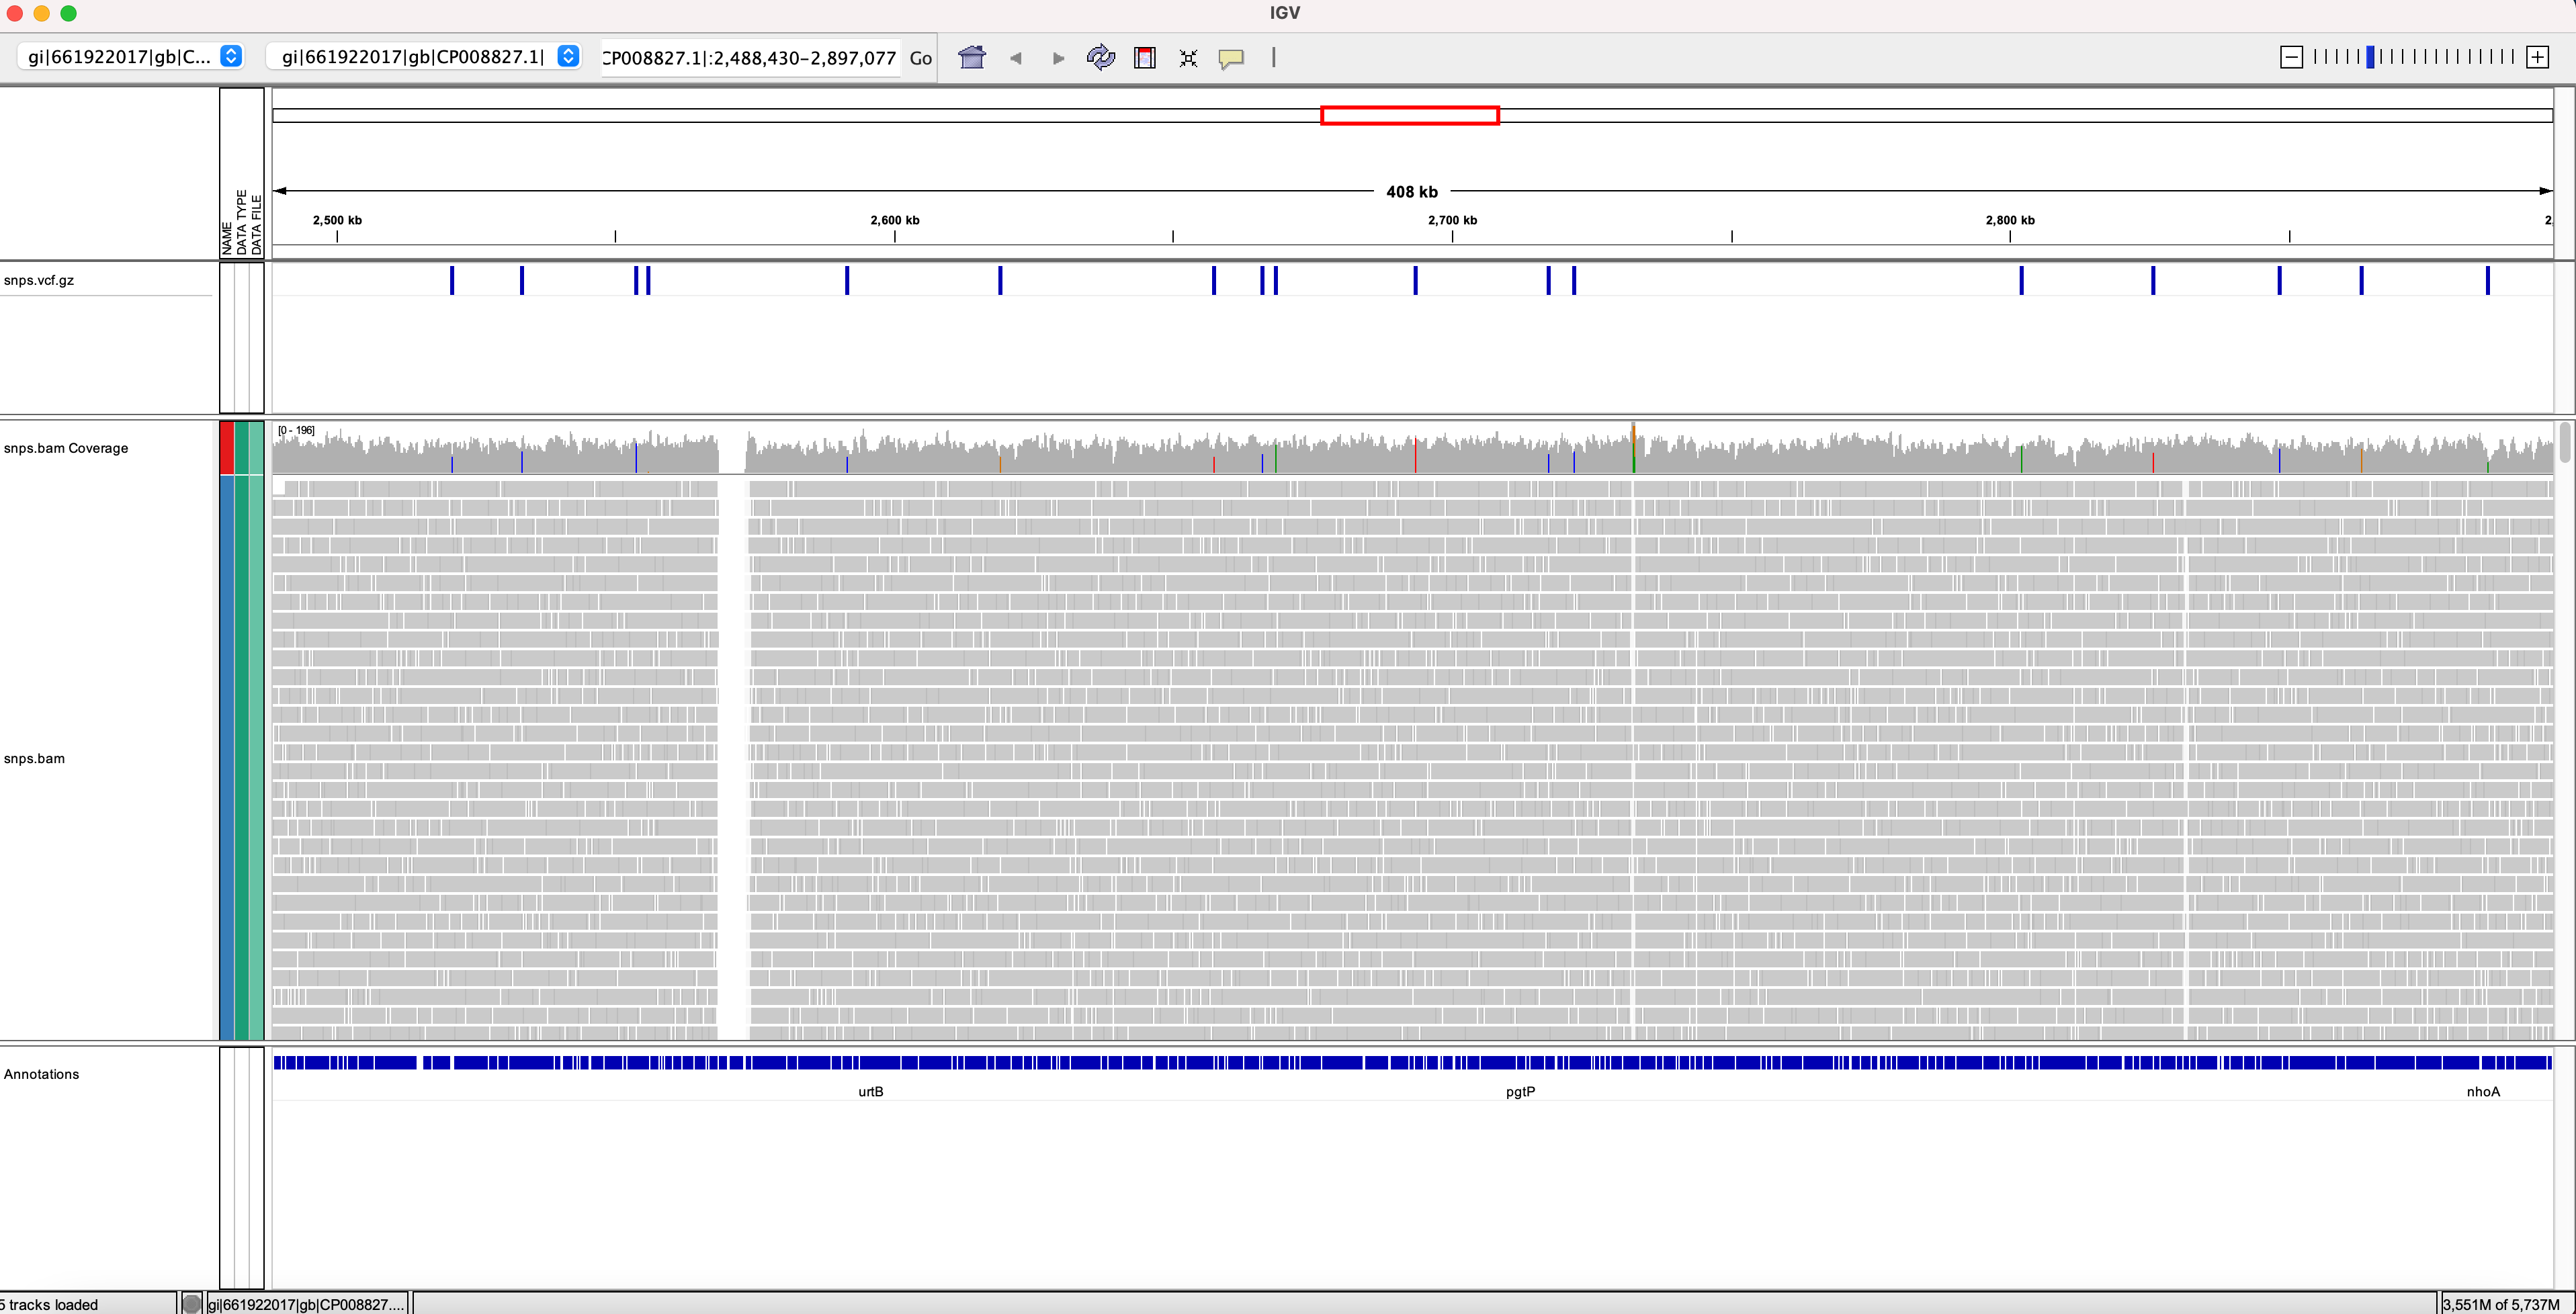 IGV
gi|661922017|gb|C... gi|661922017|gb|CP008827.1| CP008827.1|:2,488,430-2,897,077 Go
NAME
DATA TYPE
DATA FILE
408 kb
2,500 kb 2,600 kb 2,700 kb 2,800 kb 2,
snps.vcf.gz
[0 - 196]
snps.bam Coverage
snps.bam
Annotations
urtB pgtP nhoA
5 tracks loaded gi|661922017|gb|CP008827.... 3,551M of 5,737M